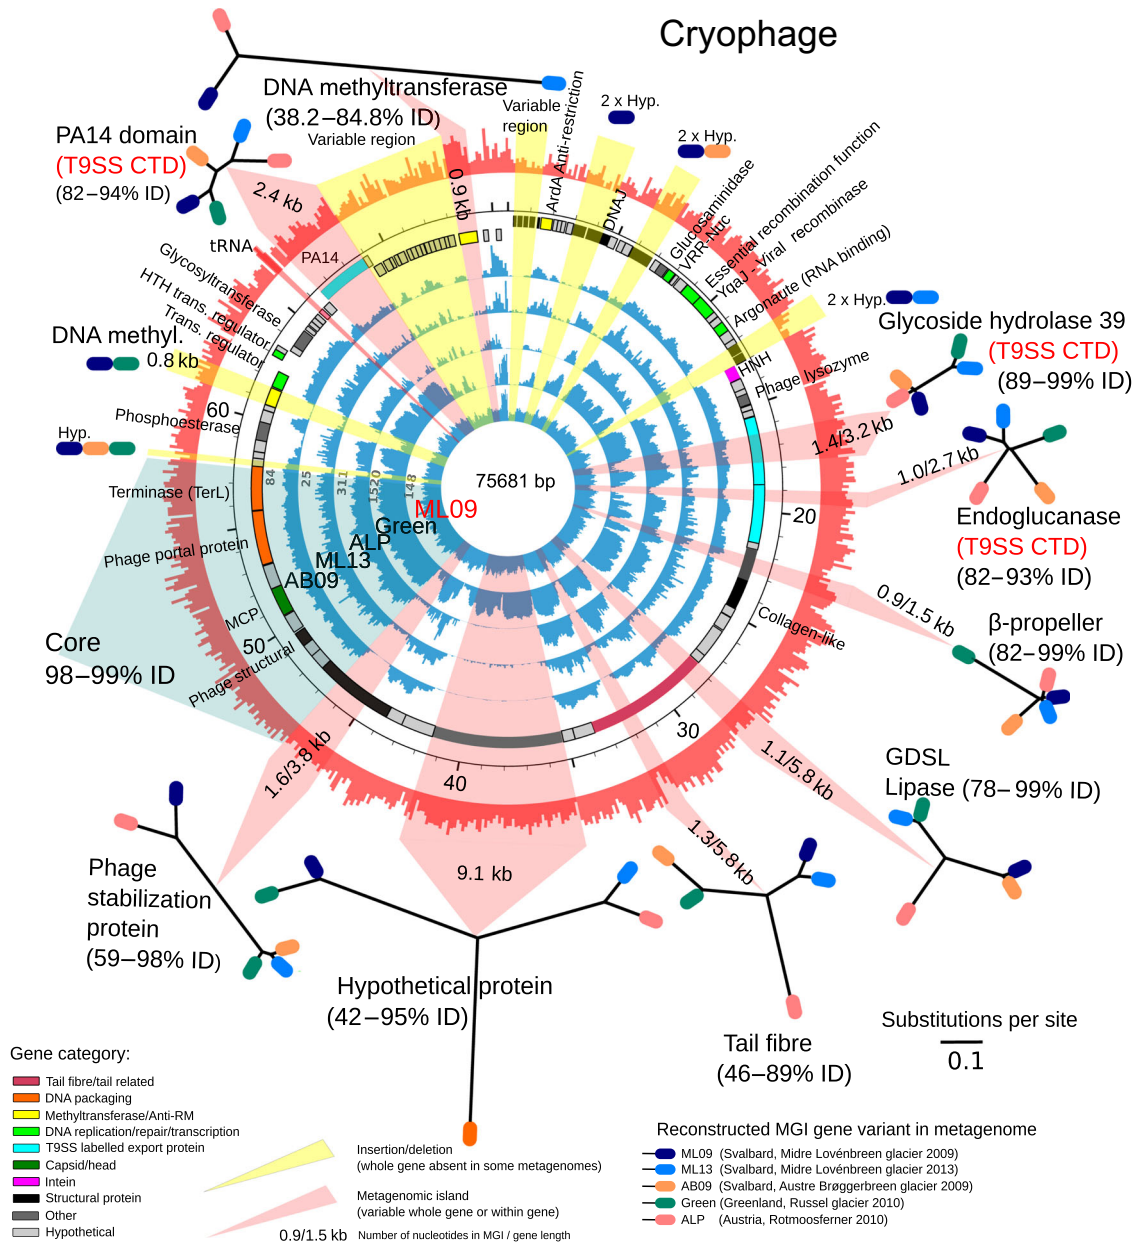 Cryophage
DNA methyltransferase
(38.2–84.8% ID)
Variable region
Variable
region
ArdA Anti-restriction
2 x Hyp.
2 x Hyp.
DNAJ
Glucosaminidase
VRR-Nuc
Essential recombination function
YqaJ - Viral recombinase
Argonaute (RNA binding)
2 x Hyp.
HNH
Phage lysozyme
PA14 domain
(T9SS CTD)
(82–94% ID)
2.4 kb
0.9 kb
tRNA
PA14
Glycosyltransferase
HTH trans. regulator
Trans. regulator
DNA methyl.
0.8 kb
60
Phosphoesterase
Hyp.
Terminase (TerL)
Phage portal protein
MCP
50
Phage structural
Core
98–99% ID
84
25
311
1520
148
75681 bp
ML09
Green
ALP
ML13
AB09
Glycoside hydrolase 39
(T9SS CTD)
(89–99% ID)
1.4/3.2 kb
1.0/2.7 kb
20
Endoglucanase
(T9SS CTD)
(82–93% ID)
0.9/1.5 kb
β-propeller
(82–99% ID)
Collagen-like
30
40
1.1/5.8 kb
GDSL
Lipase (78–99% ID)
1.3/5.8 kb
1.6/3.8 kb
9.1 kb
Phage
stabilization
protein
(59–98% ID)
Hypothetical protein
(42–95% ID)
Tail fibre
(46–89% ID)
Substitutions per site
0.1
Gene category:
Tail fibre/tail related
DNA packaging
Methyltransferase/Anti-RM
DNA replication/repair/transcription
T9SS labelled export protein
Capsid/head
Intein
Structural protein
Other
Hypothetical
Insertion/deletion
(whole gene absent in some metagenomes)
Metagenomic island
(variable whole gene or within gene)
0.9/1.5 kb Number of nucleotides in MGI / gene length
Reconstructed MGI gene variant in metagenome
ML09 (Svalbard, Midre Lovénbreen glacier 2009)
ML13 (Svalbard, Midre Lovénbreen glacier 2013)
AB09 (Svalbard, Austre Brøggerbreen glacier 2009)
Green (Greenland, Russel glacier 2010)
ALP (Austria, Rotmoosferner 2010)